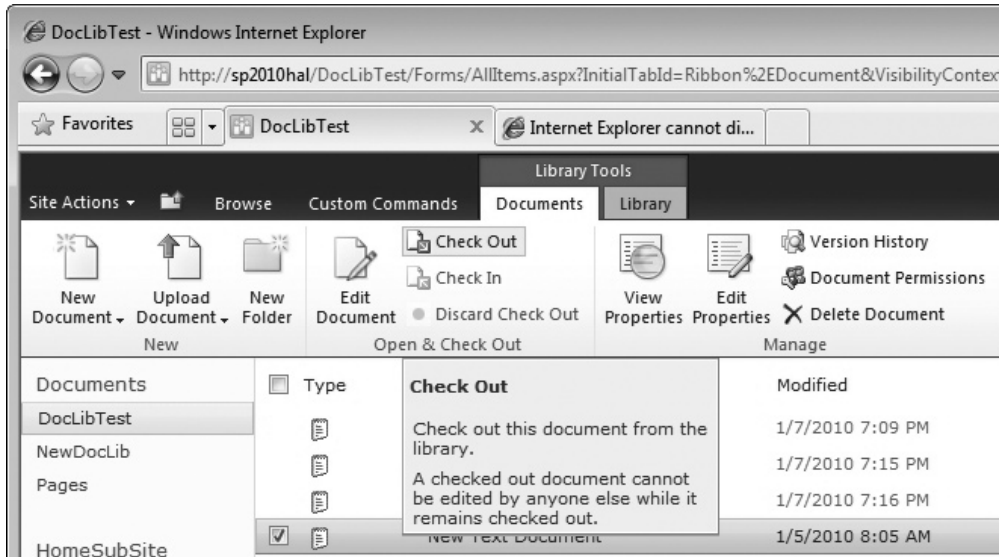 DocLibTest - Windows Internet Explorer
http://sp2010hal/DocLibTest/Forms/AllItems.aspx?InitialTabId=Ribbon%2EDocument&VisibilityContex
Favorites DocLibTest x Internet Explorer cannot di...
Library Tools
Site Actions Browse Custom Commands Documents Library
New Document
Upload Document
New Folder
New
Edit Document
Check Out
Check In
Discard Check Out
Open & Check Out
View Properties
Edit Properties
Version History
Document Permissions
Delete Document
Manage
Documents
DocLibTest
NewDocLib
Pages
HomeSubSite
Type
Modified
1/7/2010 7:09 PM
1/7/2010 7:15 PM
1/7/2010 7:16 PM
New Text Document 1/5/2010 8:05 AM
Check Out
Check out this document from the
library.
A checked out document cannot
be edited by anyone else while it
remains checked out.